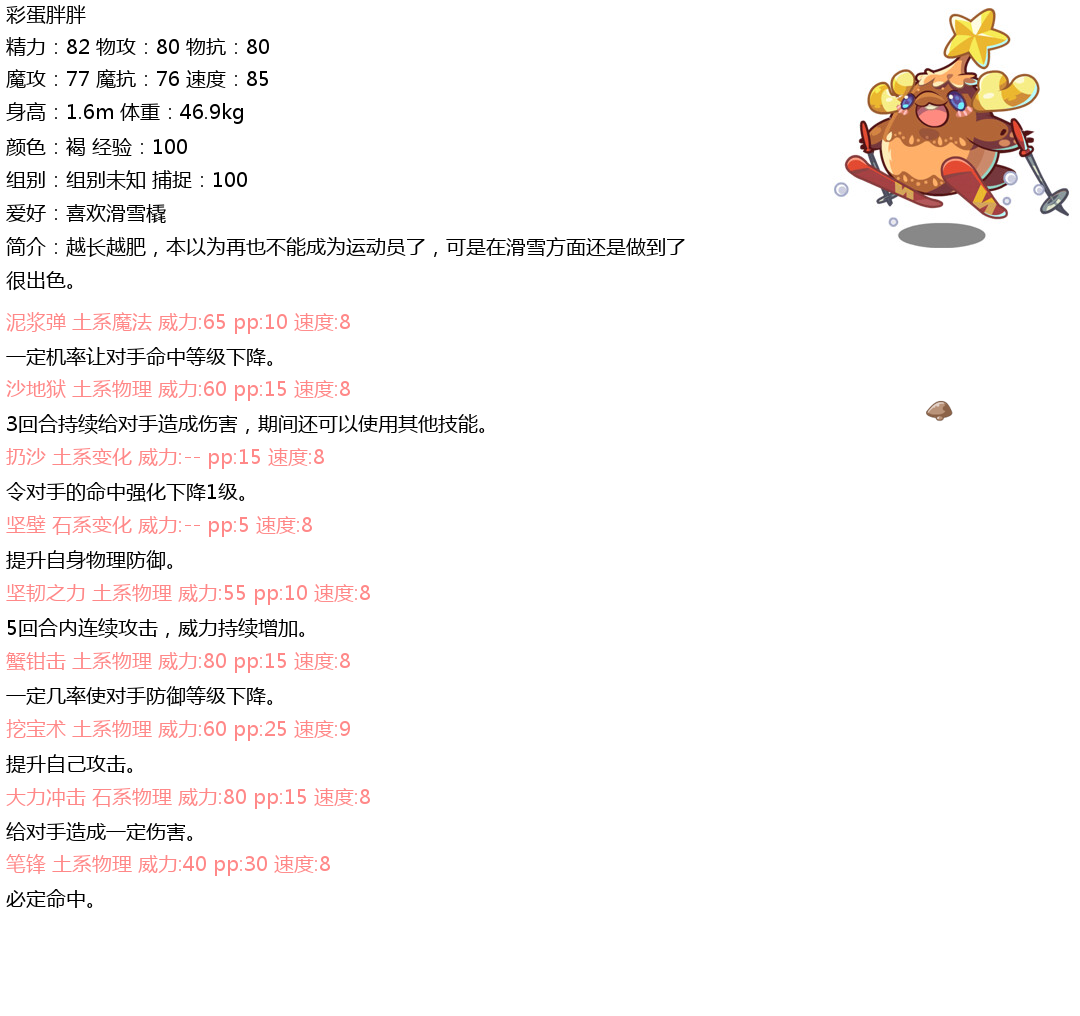 彩蛋胖胖
精力：82 物攻：80 物抗：80
魔攻：77 魔抗：76 速度：85
身高：1.6m 体重：46.9kg
颜色：褐 经验：100
组别：组别未知 捕捉：100
爱好：喜欢滑雪橇
简介：越长越肥，本以为再也不能成为运动员了，可是在滑雪方面还是做到了
很出色。
泥浆弹 土系魔法 威力:65 pp:10 速度:8
一定机率让对手命中等级下降。
沙地狱 土系物理 威力:60 pp:15 速度:8
3回合持续给对手造成伤害，期间还可以使用其他技能。
扔沙 土系变化 威力:-- pp:15 速度:8
令对手的命中强化下降1级。
坚壁 石系变化 威力:-- pp:5 速度:8
提升自身物理防御。
坚韧之力 土系物理 威力:55 pp:10 速度:8
5回合内连续攻击，威力持续增加。
蟹钳击 土系物理 威力:80 pp:15 速度:8
一定几率使对手防御等级下降。
挖宝术 土系物理 威力:60 pp:25 速度:9
提升自己攻击。
大力冲击 石系物理 威力:80 pp:15 速度:8
给对手造成一定伤害。
笔锋 土系物理 威力:40 pp:30 速度:8
必定命中。